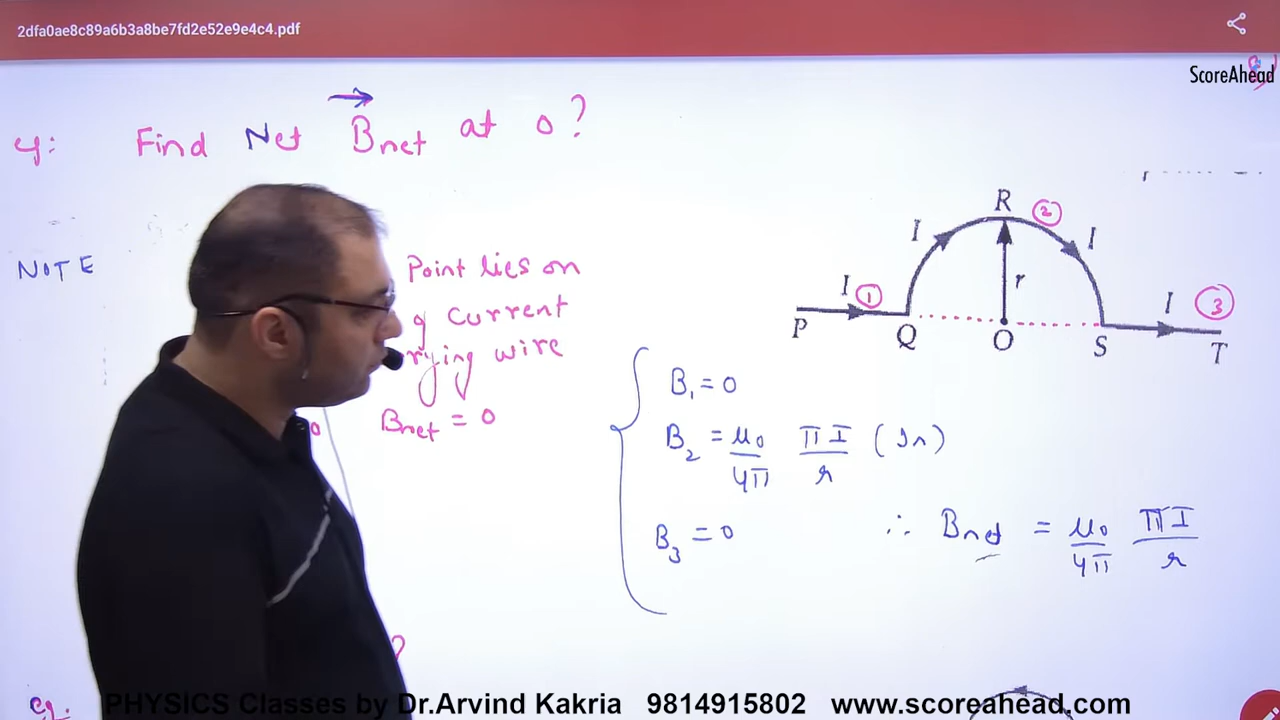 2dfa0ae8c89a6b3a8be7fd2e52e9e4c4.pdf
ScoreAhead
Find Net Bnet at O?
NOTE
Point lies on
current
wire
Bnet = 0
R ②
I I
r
I ① I ③
P Q O S T
B₁ = 0
B₂ = μ₀/4π πI/r (In)
B₃ = 0
∴ Bnet = μ₀/4π πI/r
?
eg.
PHYSICS Classes by Dr.Arvind Kakria 9814915802 www.scoreahead.com